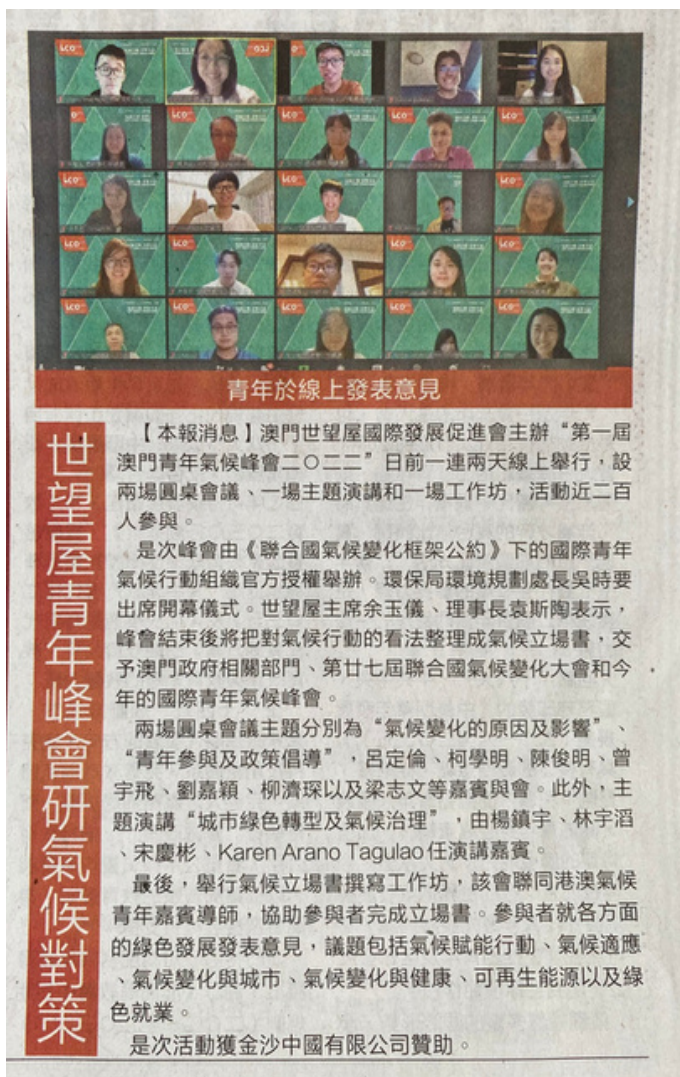 青年於線上發表意見
世望屋青年峰會研氣候對策
【本報消息】澳門世望屋國際發展促進會主辦“第一屆
澳門青年氣候峰會二〇二二”日前一連兩天線上舉行，設
兩場圓桌會議、一場主題演講和一場工作坊，活動近二百
人參與。
是次峰會由《聯合國氣候變化框架公約》下的國際青年
氣候行動組織官方授權舉辦。環保局環境規劃處長吳時要
出席開幕儀式。世望屋主席余玉儀、理事長袁斯陶表示，
峰會結束後將把對氣候行動的看法整理成氣候立場書，交
予澳門政府相關部門、第廿七屆聯合國氣候變化大會和今
年的國際青年氣候峰會。
兩場圓桌會議主題分別為“氣候變化的原因及影響”、
“青年參與及政策倡導”，呂定倫、柯學明、陳俊明、曾
宇飛、劉嘉穎、柳濟琛以及梁志文等嘉賓與會。此外，主
題演講“城市綠色轉型及氣候治理”，由楊鎮宇、林宇滔
、宋慶彬、Karen Arano Tagulao任演講嘉賓。
最後，舉行氣候立場書撰寫工作坊，該會聯同港澳氣候
青年嘉賓導師，協助參與者完成立場書。參與者就各方面
的綠色發展發表意見，議題包括氣候賦能行動、氣候適應
、氣候變化與城市、氣候變化與健康、可再生能源以及綠
色就業。
是次活動獲金沙中國有限公司贊助。